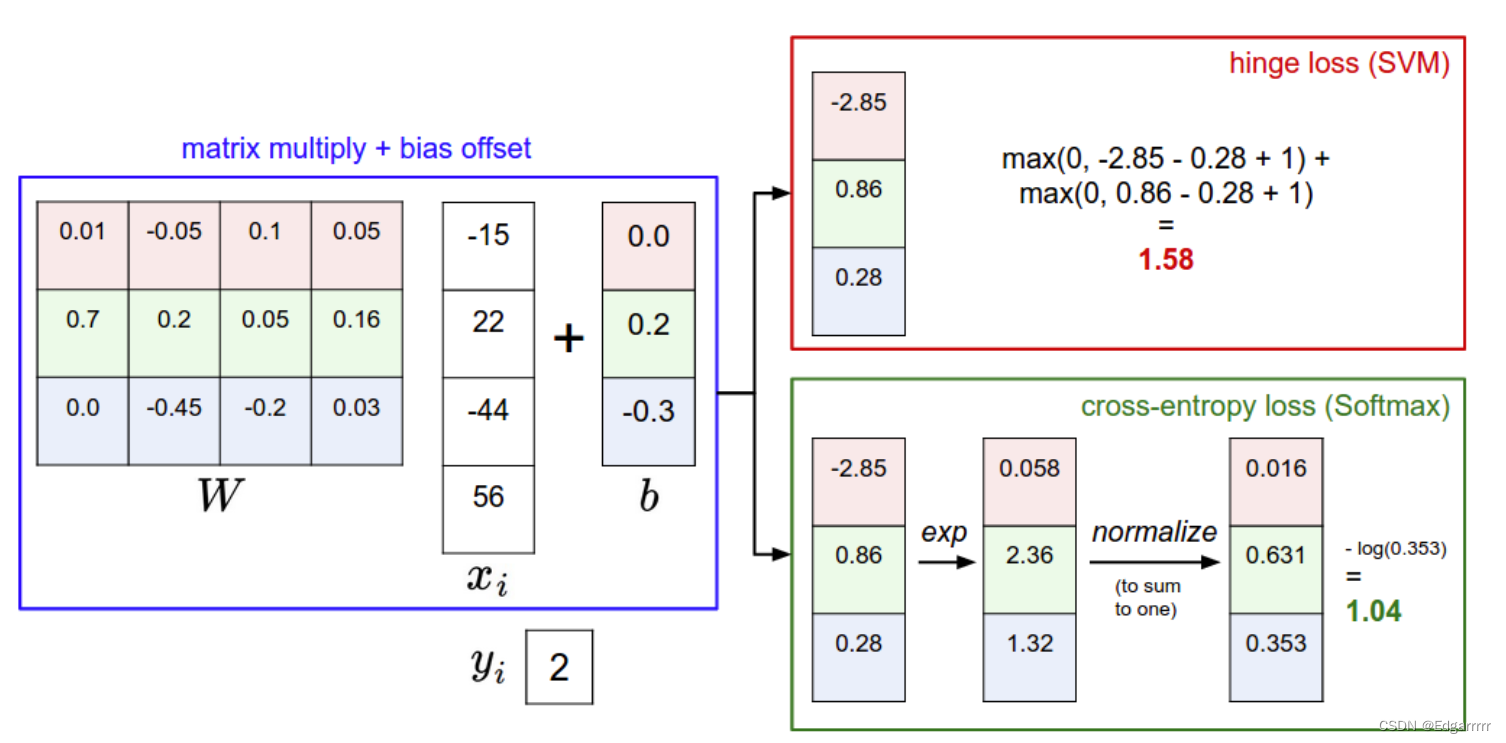 matrix multiply + bias offset
0.01 -0.05 0.1 0.05
0.7 0.2 0.05 0.16
0.0 -0.45 -0.2 0.03
W
-15
22
-44
56
x_i
+
0.0
0.2
-0.3
b
y_i 2
hinge loss (SVM)
-2.85
0.86
0.28
max(0, -2.85 - 0.28 + 1) +
max(0, 0.86 - 0.28 + 1)
=
1.58
cross-entropy loss (Softmax)
-2.85
0.86
0.28
exp
0.058
2.36
1.32
normalize
(to sum
to one)
0.016
0.631
0.353
- log(0.353)
=
1.04
CSDN @Edgarrrr